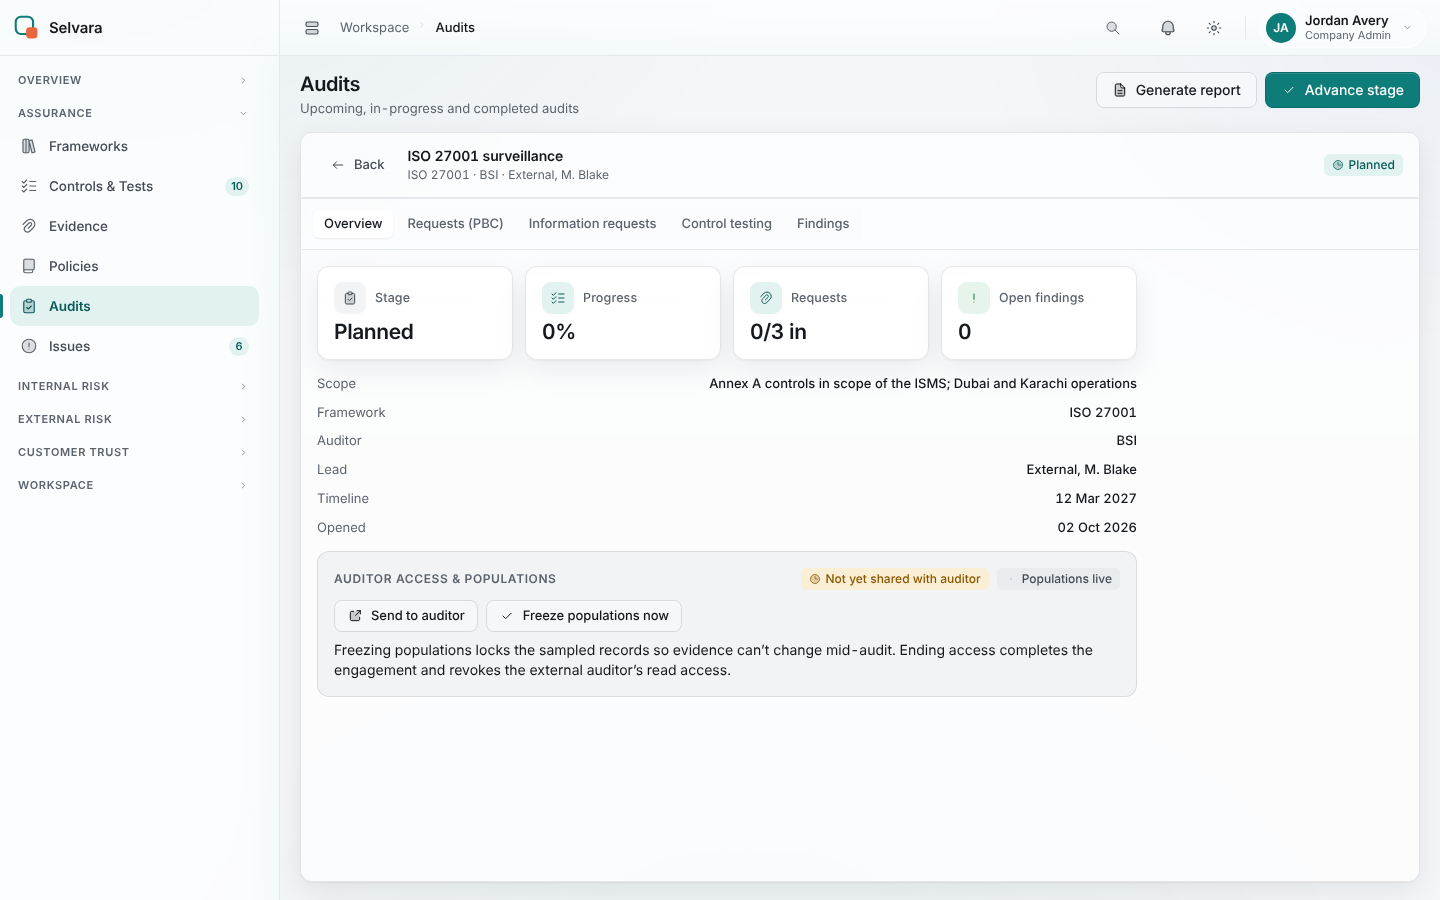 Selvara
Workspace
Audits
JA
Jordan Avery
Company Admin
OVERVIEW
ASSURANCE
Frameworks
Controls & Tests
10
Evidence
Policies
Audits
Issues
6
INTERNAL RISK
EXTERNAL RISK
CUSTOMER TRUST
WORKSPACE
Audits
Upcoming, in-progress and completed audits
Generate report
Advance stage
Back
ISO 27001 surveillance
ISO 27001 · BSI · External, M. Blake
Planned
Overview
Requests (PBC)
Information requests
Control testing
Findings
Stage
Planned
Progress
0%
Requests
0/3 in
Open findings
0
Scope
Annex A controls in scope of the ISMS; Dubai and Karachi operations
Framework
ISO 27001
Auditor
BSI
Lead
External, M. Blake
Timeline
12 Mar 2027
Opened
02 Oct 2026
AUDITOR ACCESS & POPULATIONS
Not yet shared with auditor
Populations live
Send to auditor
Freeze populations now
Freezing populations locks the sampled records so evidence can’t change mid-audit. Ending access completes the
engagement and revokes the external auditor’s read access.